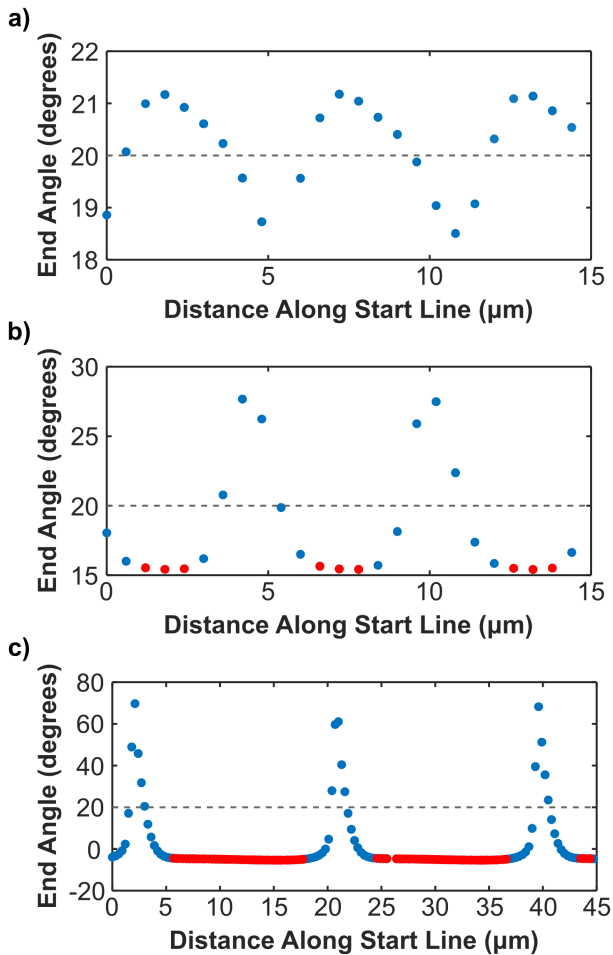 a)
End Angle (degrees)
22
21
20
19
18
0 5 10 15
Distance Along Start Line (µm)
b)
End Angle (degrees)
30
25
20
15
0 5 10 15
Distance Along Start Line (µm)
c)
End Angle (degrees)
80
60
40
20
0
-20
0 5 10 15 20 25 30 35 40 45
Distance Along Start Line (µm)